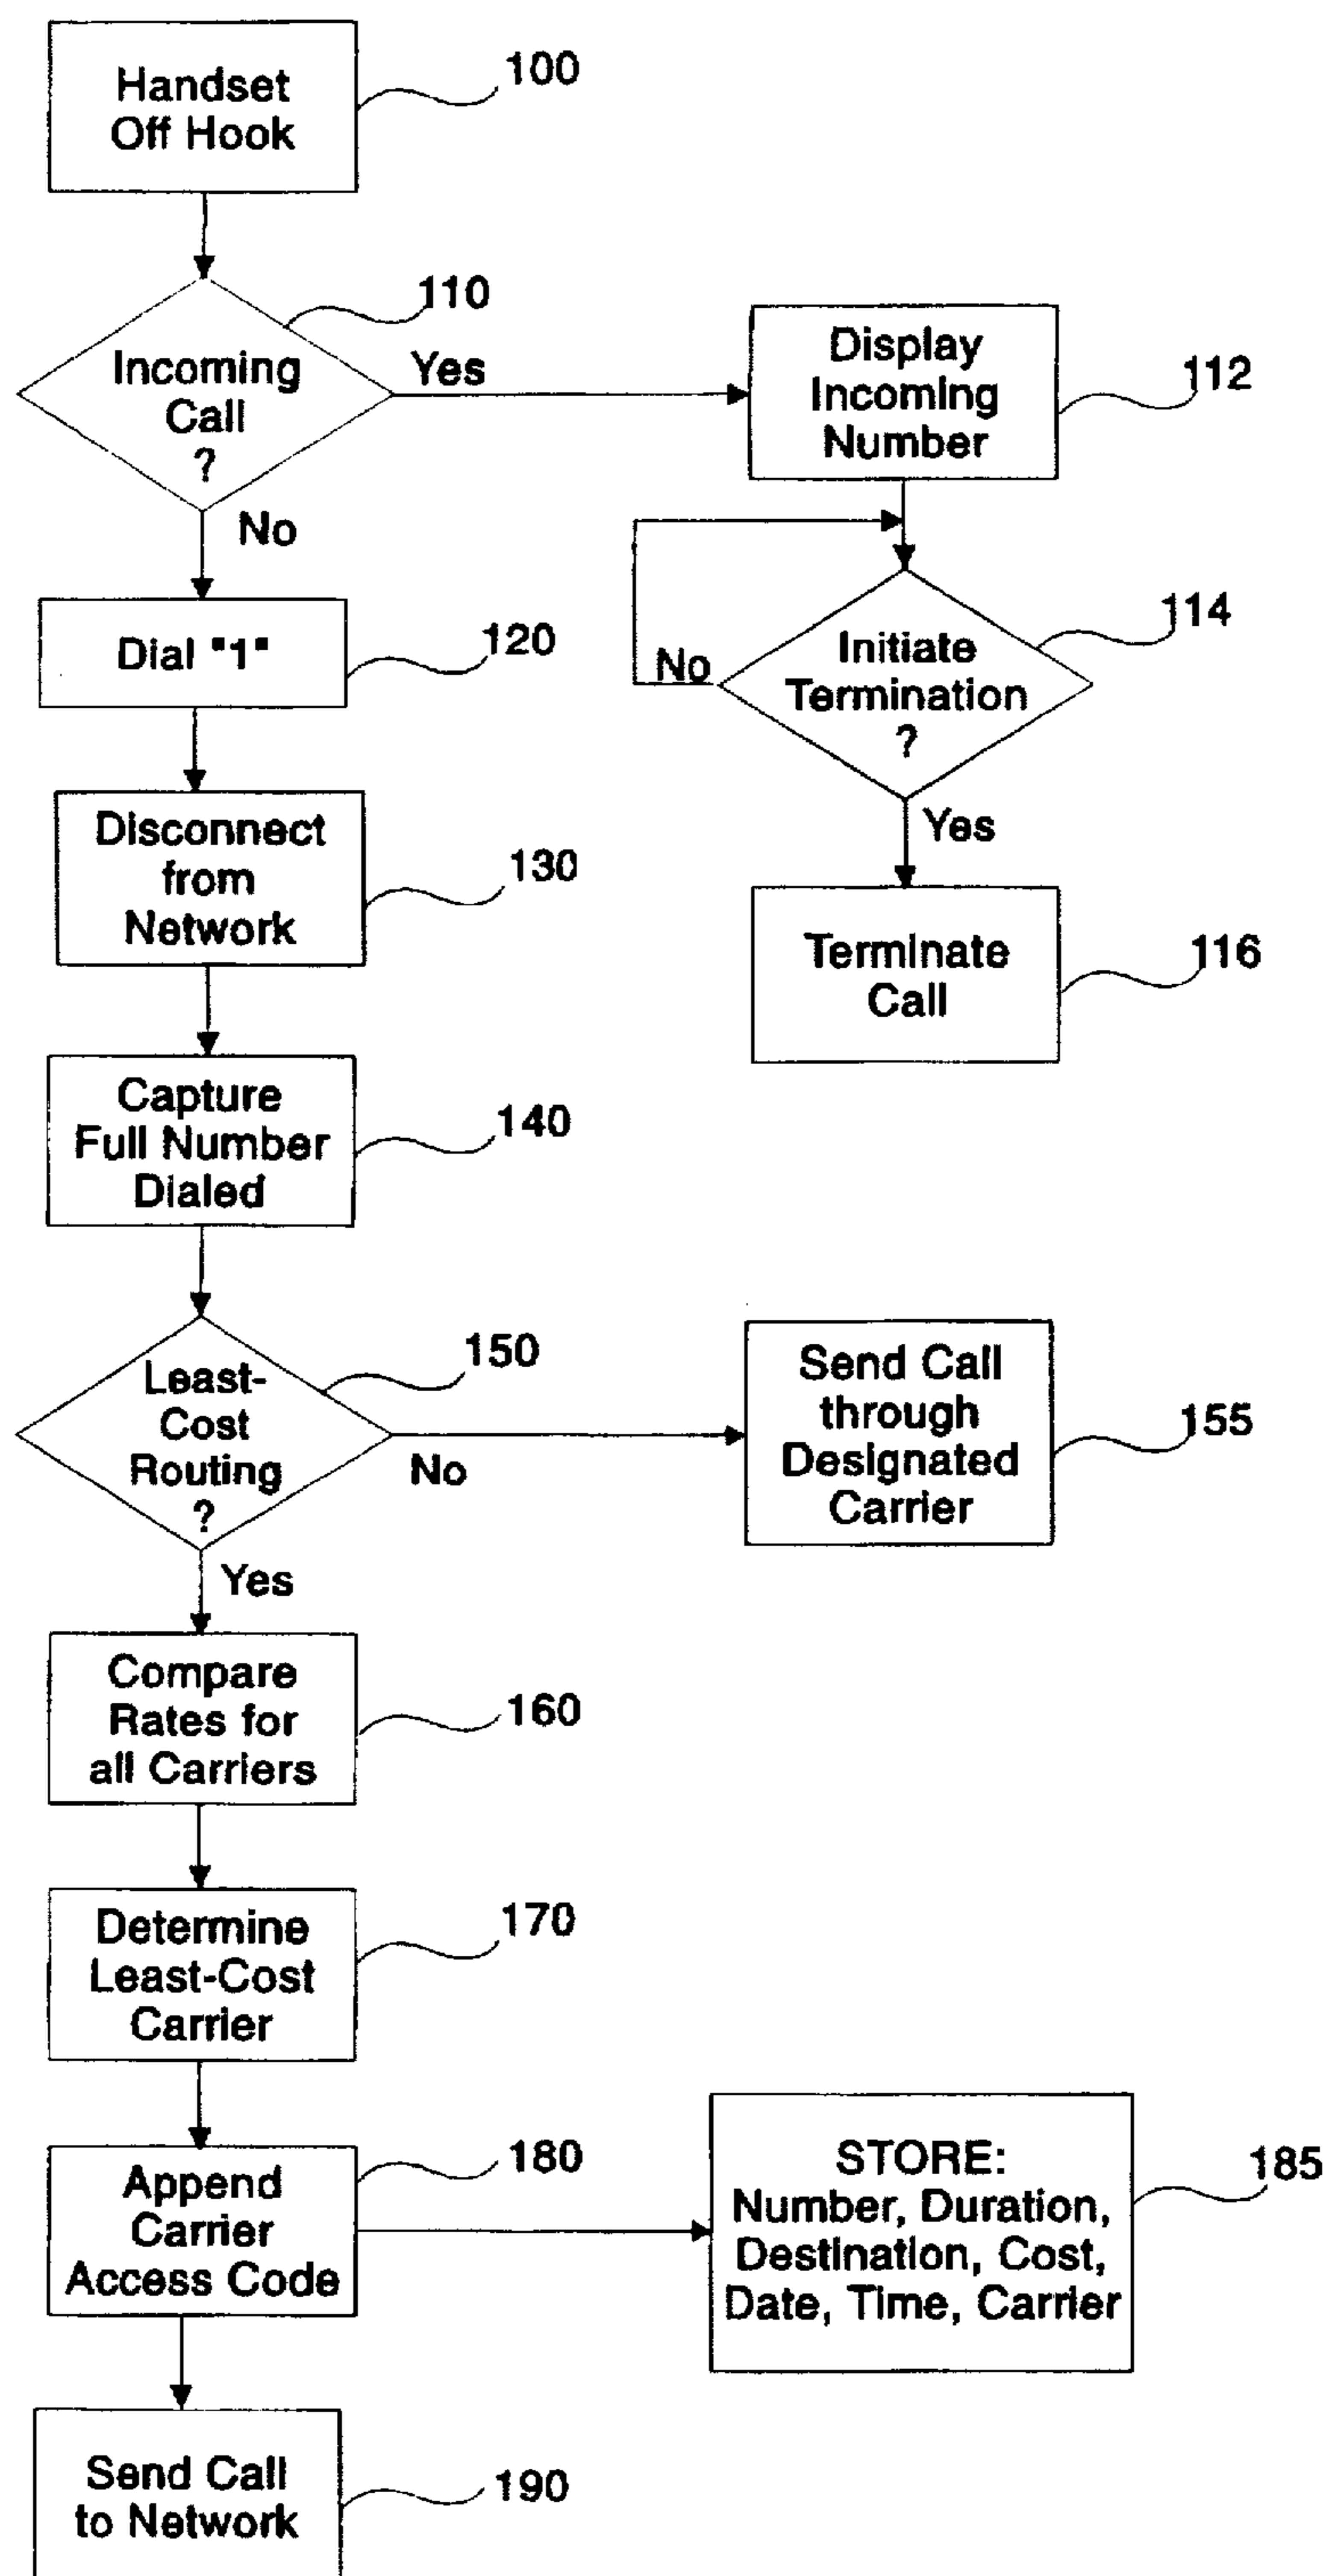 Handset
Off Hook
100
Incoming
Call
?
110
Yes
No
Display
Incoming
Number
112
Dial "1"
120
Initiate
Termination
?
114
No
Yes
Disconnect
from
Network
130
Terminate
Call
116
Capture
Full Number
Dialed
140
Least-
Cost
Routing
?
150
No
Yes
Send Call
through
Designated
Carrier
155
Compare
Rates for
all Carriers
160
Determine
Least-Cost
Carrier
170
Append
Carrier
Access Code
180
STORE:
Number, Duration,
Destination, Cost,
Date, Time, Carrier
185
Send Call
to Network
190